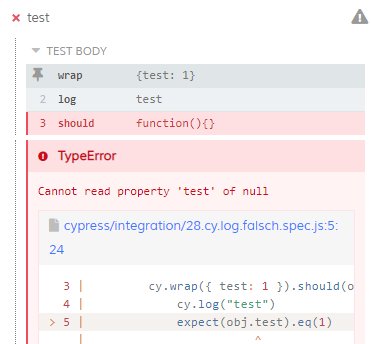 test
TEST BODY
wrap {test: 1}
2 log test
3 should function(){}
TypeError
Cannot read property 'test' of null
cypress/integration/28.cy.log.falsch.spec.js:5:
24
3 | cy.wrap({ test: 1 }).should(o
4 | cy.log("test")
> 5 | expect(obj.test).eq(1)
| ^